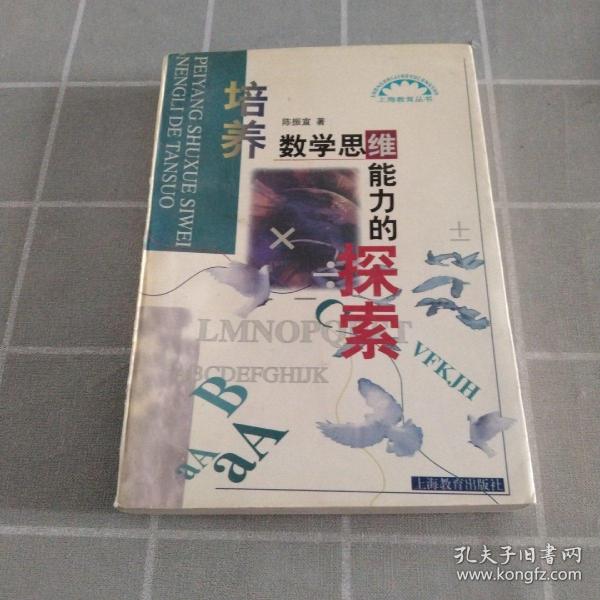 PEIYANG SHUXUE SIWEI
NENGLI DE TANSUO
培养
陈振宣 著
上海教育丛书
数学思维能力的
探索
LMNOPQRST
ABCDEFGHIJK
VFKJH
B
aA
aA
C
上海教育出版社
孔夫子旧书网
www.kongfz.com